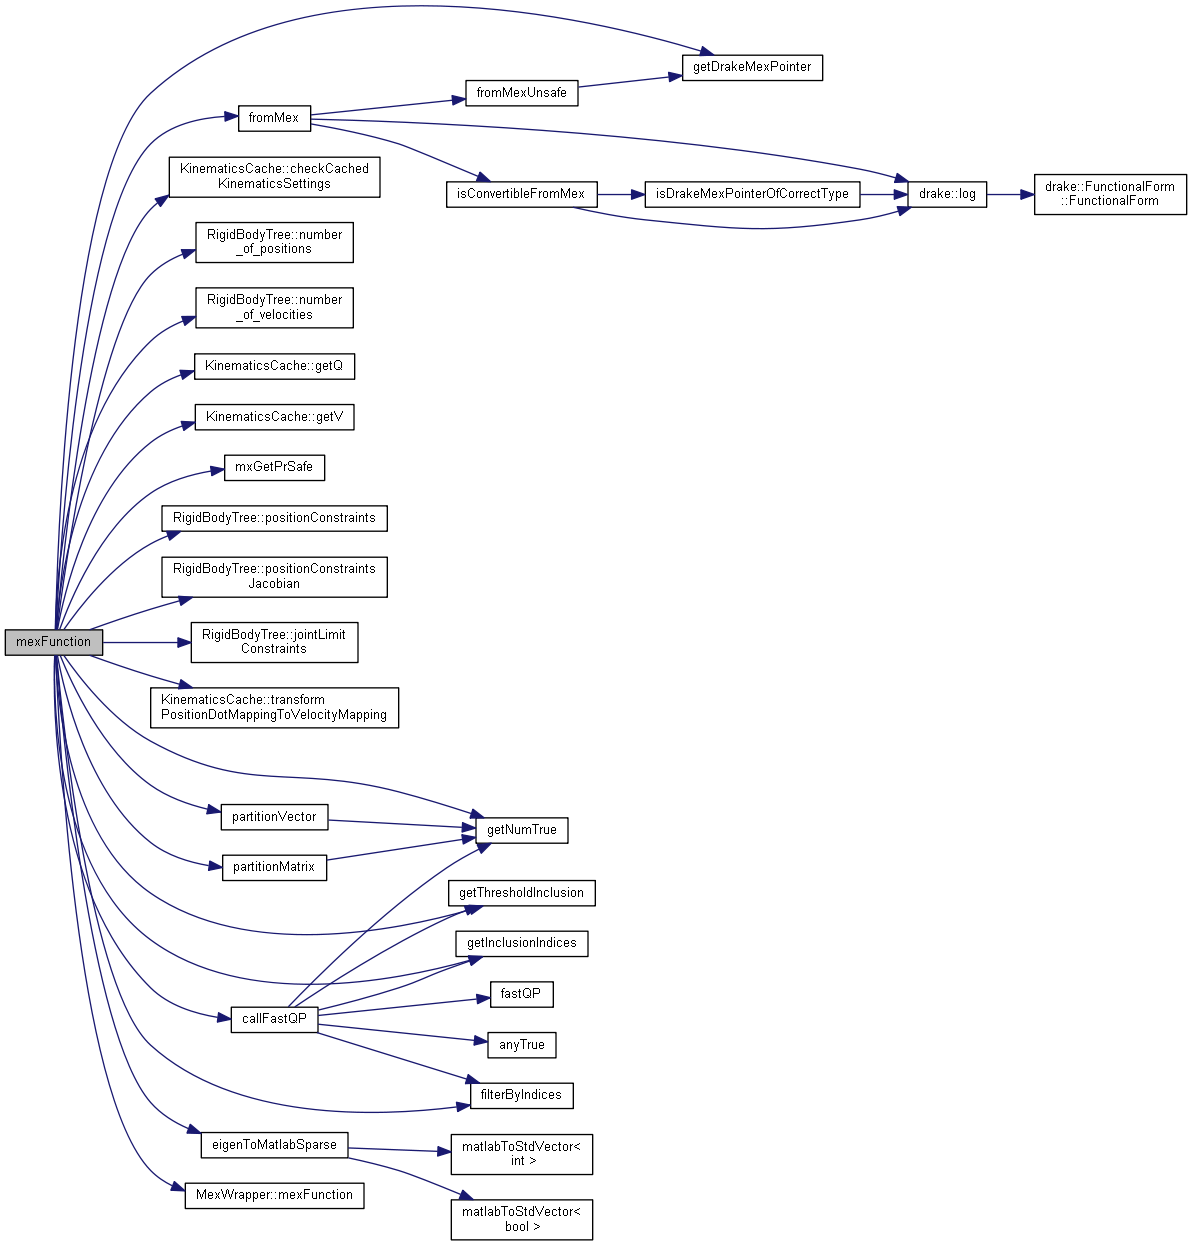 getDrakeMexPointer
fromMexUnsafe
fromMex
KinematicsCache::checkCached
KinematicsSettings
isConvertibleFromMex
isDrakeMexPointerOfCorrectType
drake::log
drake::FunctionalForm
::FunctionalForm
RigidBodyTree::number
_of_positions
RigidBodyTree::number
_of_velocities
KinematicsCache::getQ
KinematicsCache::getV
mxGetPrSafe
RigidBodyTree::positionConstraints
RigidBodyTree::positionConstraints
Jacobian
mexFunction
RigidBodyTree::jointLimit
Constraints
KinematicsCache::transform
PositionDotMappingToVelocityMapping
partitionVector
getNumTrue
partitionMatrix
getThresholdInclusion
getInclusionIndices
fastQP
callFastQP
anyTrue
filterByIndices
eigenToMatlabSparse
matlabToStdVector<
int >
MexWrapper::mexFunction
matlabToStdVector<
bool >